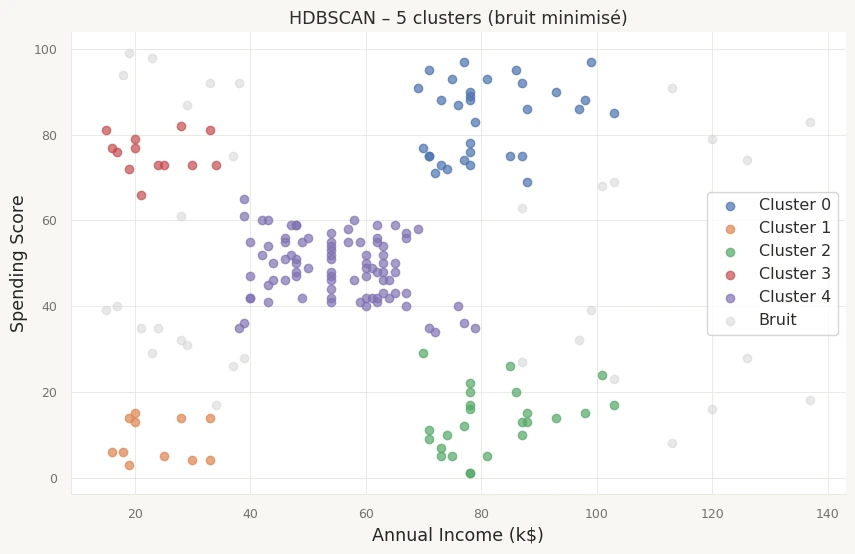 HDBSCAN – 5 clusters (bruit minimisé)
100
80
60
40
20
0
Spending Score
Cluster 0
Cluster 1
Cluster 2
Cluster 3
Cluster 4
Bruit
20
40
60
80
100
120
140
Annual Income (k$)